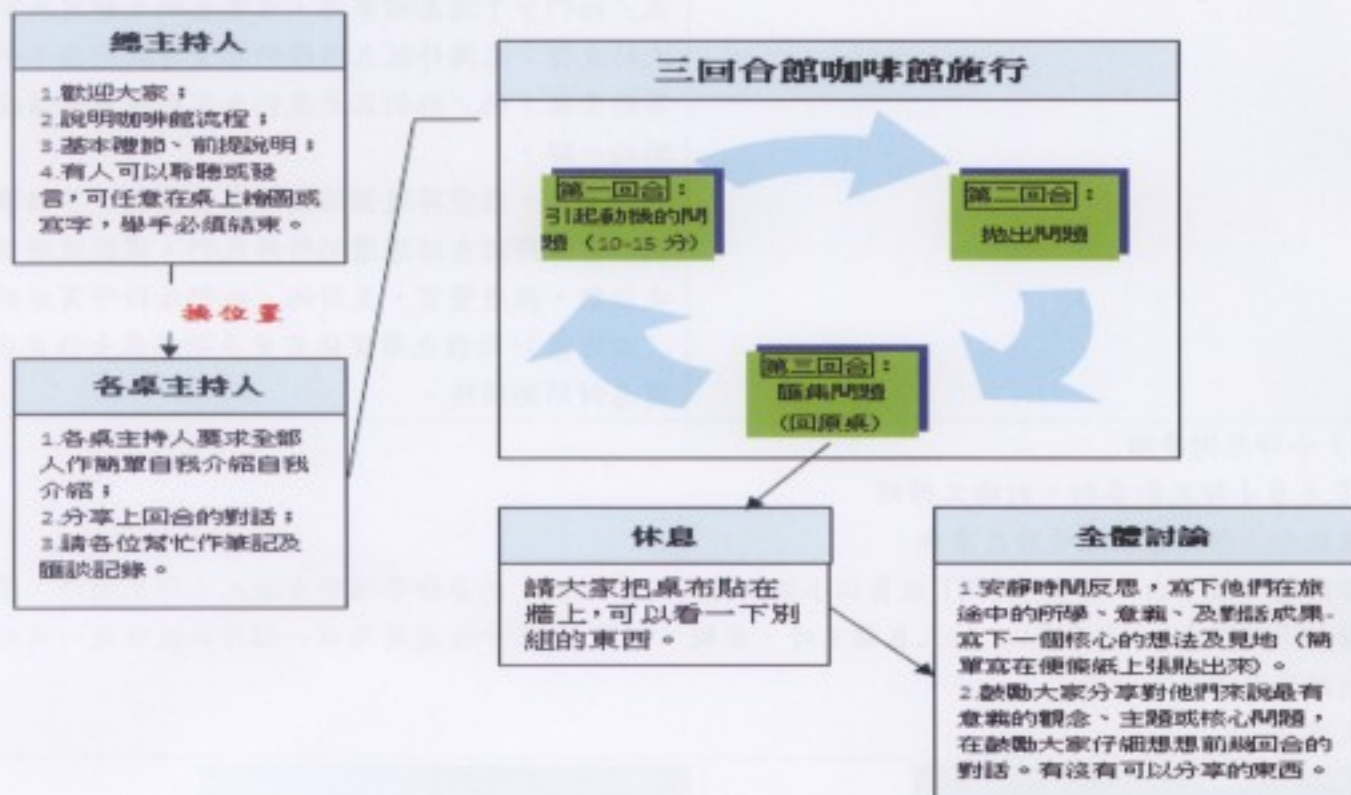 總主持人
1.歡迎大家；
2.說明咖啡館流程；
3.基本禮節、前提說明；
4.有人可以聆聽或發
言，可任意在桌上繪圖或
寫字，舉手必須結束。
換位置
各桌主持人
1.各桌主持人要求全部
人作簡單自我介紹自我
介紹；
2.分享上回合的對話；
3.請各位幫忙作筆記及
匯談記錄。
三回合館咖啡館施行
第一回合：
引起動機的問
題（10-15 分）
第二回合：
拋出問題
第三回合：
匯集問題
(回原桌)
休息
請大家把桌布貼在
牆上，可以看一下別
組的東西。
全體討論
1.安靜時間反思，寫下他們在旅
途中的所學、意義、及對話成果.
寫下一個核心的想法及見地（簡
單寫在便條紙上張貼出來）。
2.鼓勵大家分享對他們來說最有
意義的觀念、主題或核心問題，
在鼓勵大家仔細想想前幾回合的
對話。有沒有可以分享的東西。